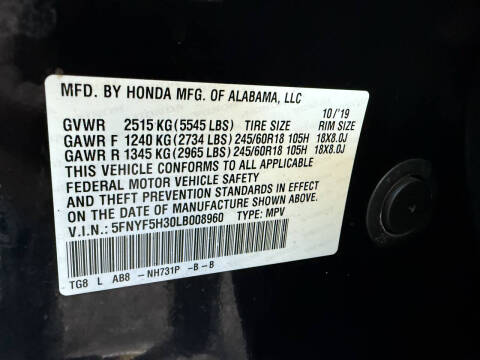 MFD. BY HONDA MFG. OF ALABAMA, LLC
10/'19
GVWR 2515 KG(5545 LBS) TIRE SIZE RIM SIZE
GAWR F 1240 KG(2734 LBS)245/60R18 105H 18X8.0J
GAWR R 1345 KG(2965 LBS)245/60R18 105H 18X8.0J
THIS VEHICLE CONFORMS TO ALL APPLICABLE
FEDERAL MOTOR VEHICLE SAFETY
AND THEFT PREVENTION STANDARDS IN EFFECT
ON THE DATE OF MANUFACTURE SHOWN ABOVE.
V.I.N.: 5FNYF5H30LB008960 TYPE: MPV
TG8 L AB8 -NH731P -B -B